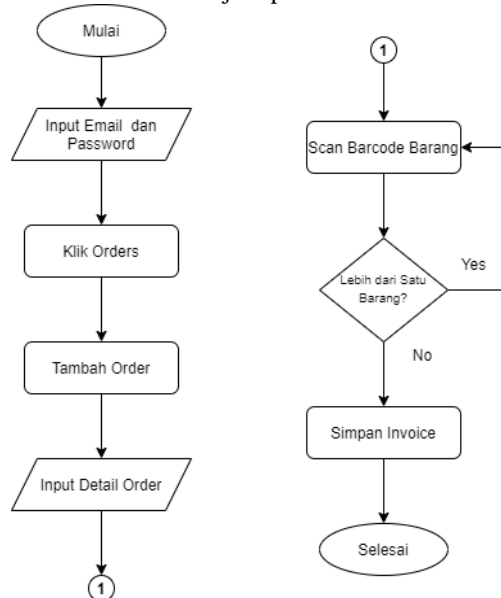 Mulai
Input Email dan
Password
Klik Orders
Tambah Order
Input Detail Order
1
1
Scan Barcode Barang
Lebih dari Satu
Barang?
Yes
No
Simpan Invoice
Selesai